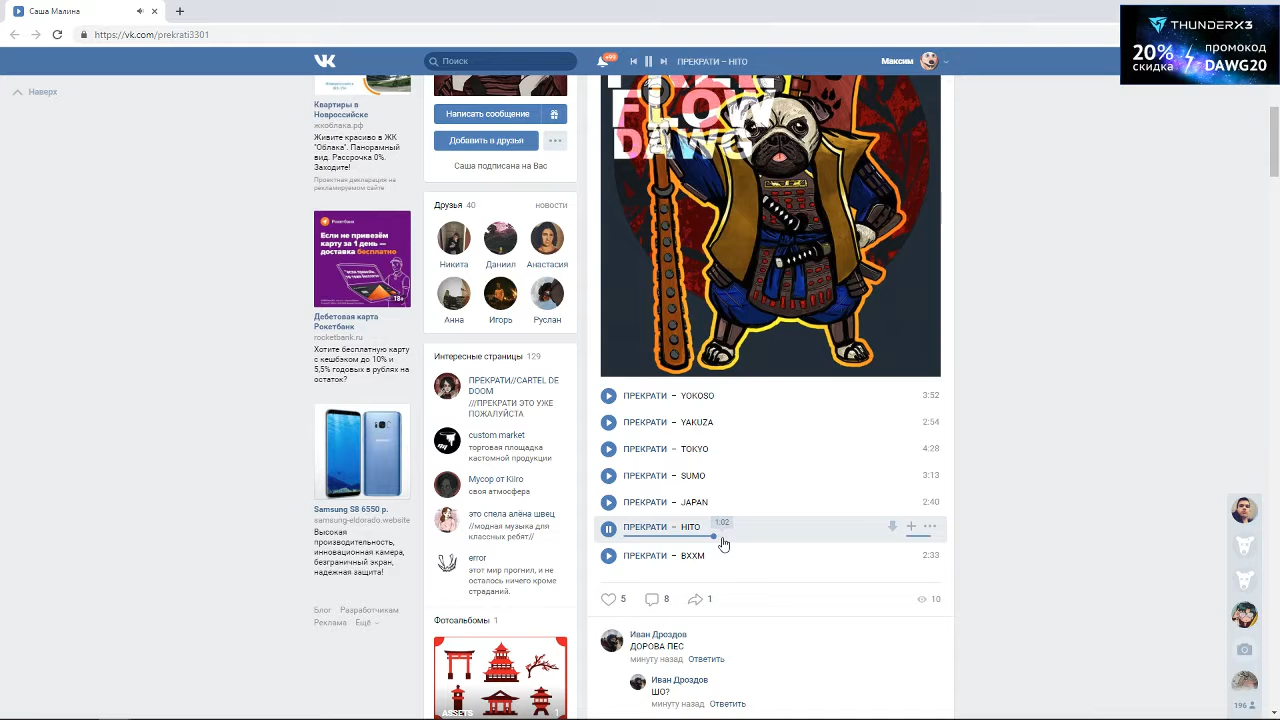 Саша Малина
https://vk.com/prekrati3301
THUNDERX3
20% скидка
промокод DAWG20
Поиск
+99
ПРЕКРАТИ – HITO
Максим
Наверх
Квартиры в
Новороссийске
жкоблака.рф
Живите красиво в ЖК
"Облака". Панорамный
вид. Рассрочка 0%.
Заходите!
Проектная декларация на
рекламируемом сайте
Рокетбанк
Если не привезём
карту за 1 день —
доставка бесплатно
18+
Дебетовая карта
Рокетбанк
rocketbank.ru
Хотите бесплатную карту
с кешбэком до 10% и
5,5% годовых в рублях на
остаток?
Samsung S8 6550 р.
samsung-eldorado.website
Высокая
производительность,
инновационная камера,
безграничный экран,
надежная защита!
Блог Разработчикам
Реклама Ещё
Написать сообщение
Добавить в друзья
Саша подписана на Вас
Друзья 40
новости
Никита Даниил Анастасия
Анна Игорь Руслан
Интересные страницы 129
ПРЕКРАТИ//CARTEL DE
DOOM
///ПРЕКРАТИ ЭТО УЖЕ
ПОЖАЛУЙСТА
custom market
торговая площадка
кастомной продукции
Мусор от Kiiro
своя атмосфера
это спела алёна швец
//модная музыка для
классных ребят//
error
этот мир прогнил, и не
осталось ничего кроме
страданий.
Фотоальбомы 1
ASSETS 1
FLOW
DAWG
ПРЕКРАТИ – YOKOSO 3:52
ПРЕКРАТИ – YAKUZA 2:54
ПРЕКРАТИ – TOKYO 4:28
ПРЕКРАТИ – SUMO 3:13
ПРЕКРАТИ – JAPAN 2:40
ПРЕКРАТИ – HITO 1:02
ПРЕКРАТИ – BXXM 2:33
5 8 1 10
Иван Дроздов
ДОРОВА ПЕС
минуту назад Ответить
Иван Дроздов
ШО?
минуту назад Ответить
196